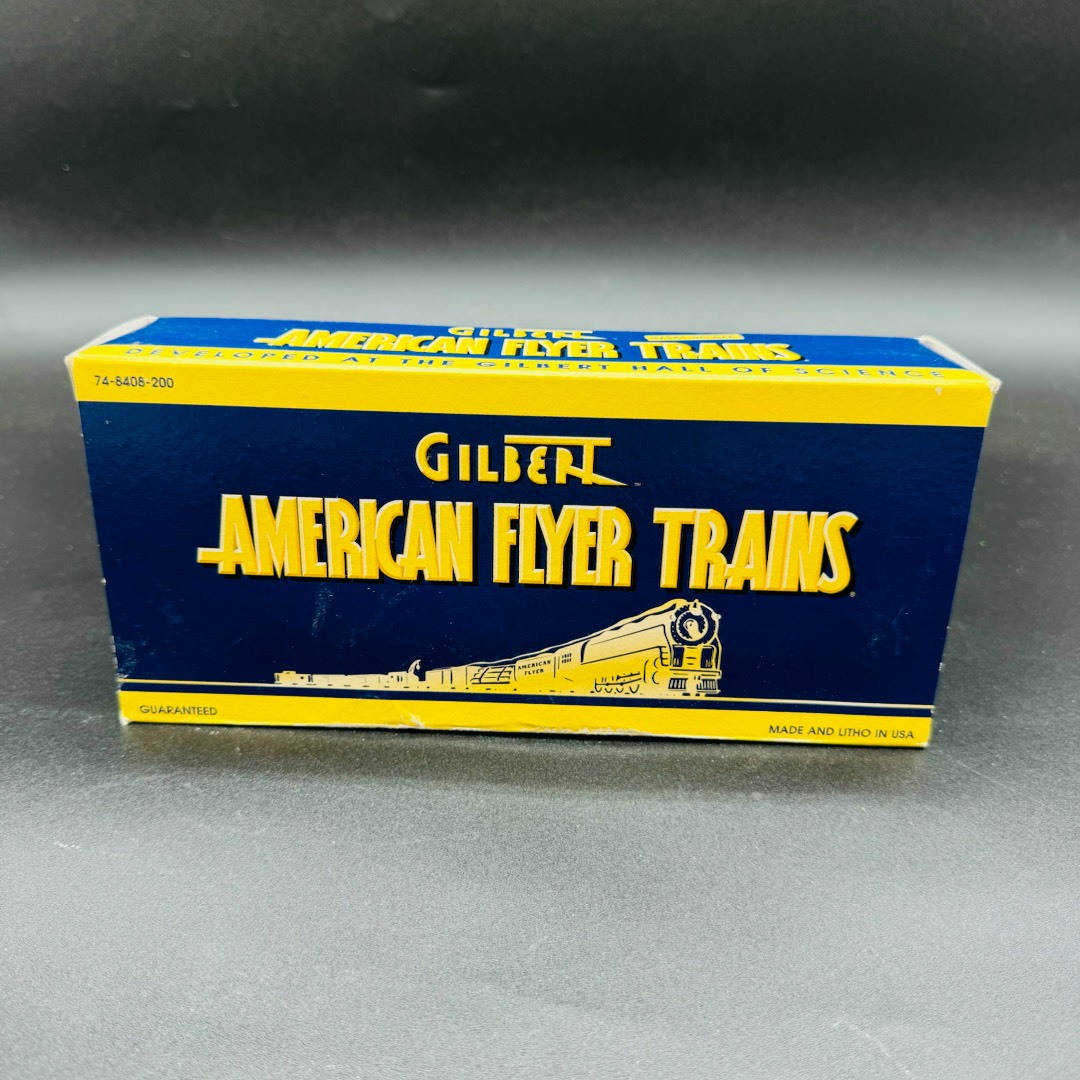 GILBERT
AMERICAN FLYER TRAINS
DEVELOPED AT THE GILBERT HALL OF SCIENCE
74-8408-200
GILBERT™
AMERICAN FLYER TRAINS®
AMERICAN
FLYER
GUARANTEED
MADE AND LITHO IN USA